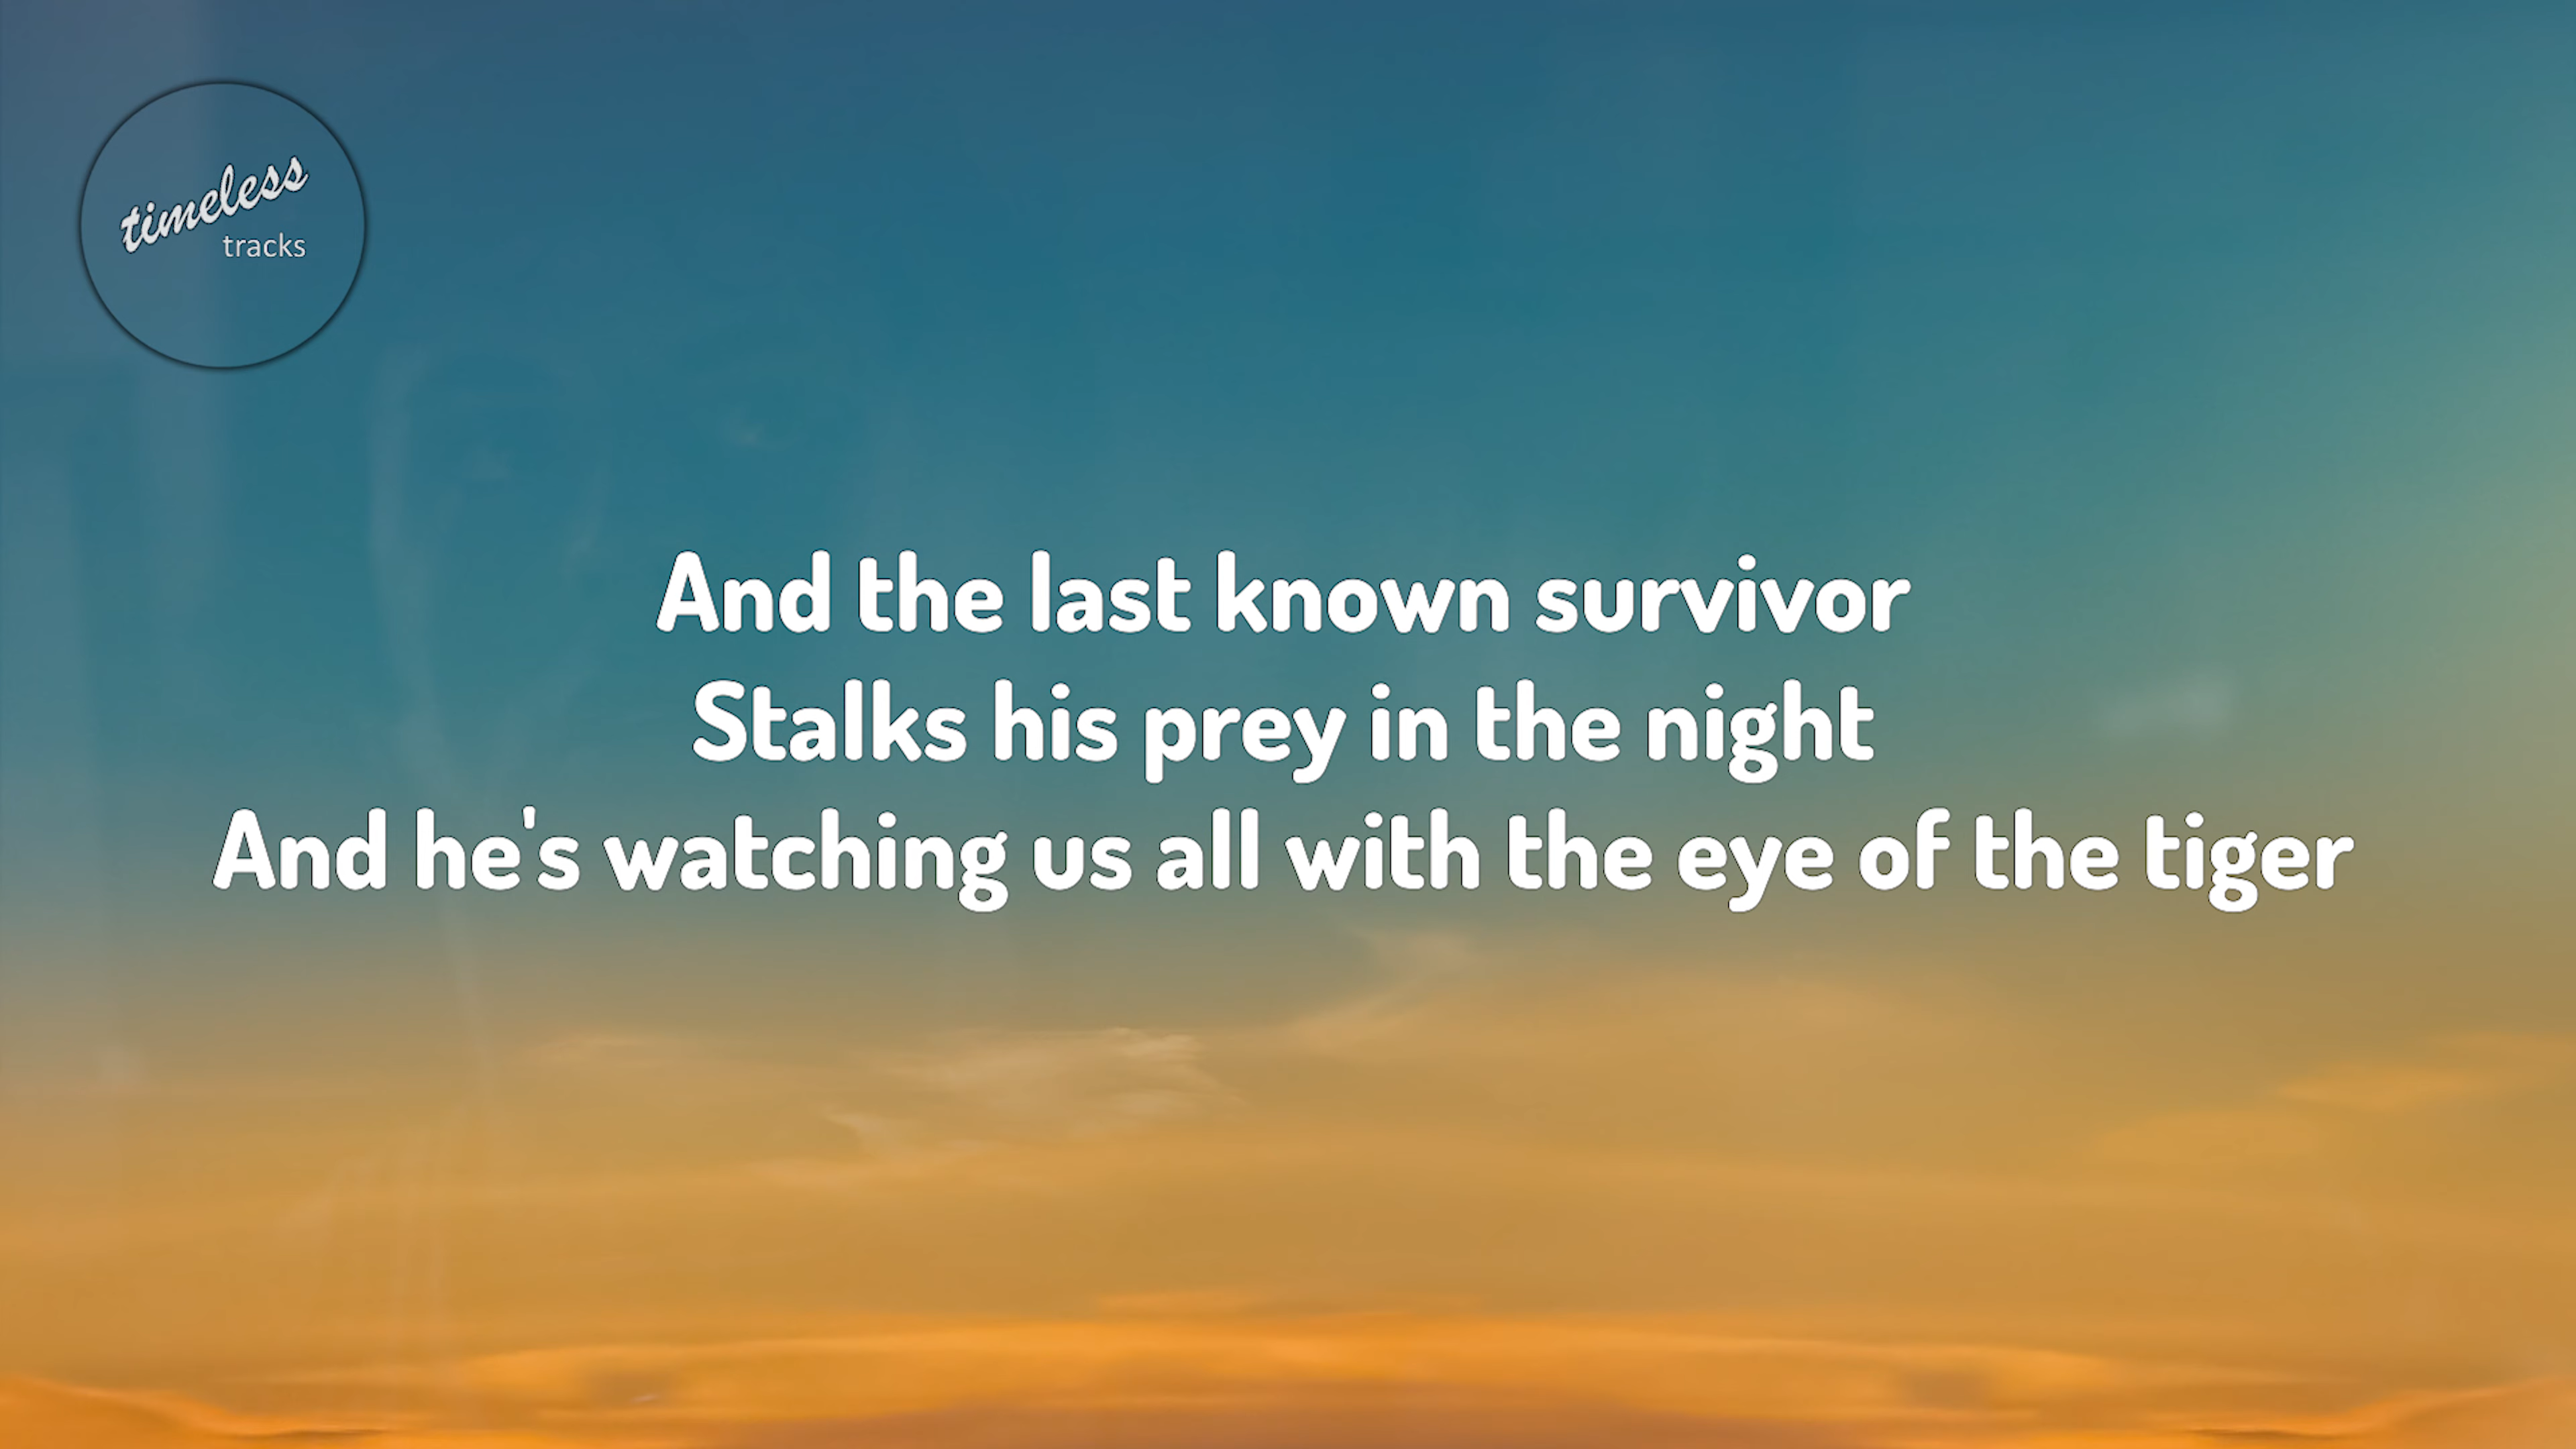 timeless
tracks
And the last known survivor
Stalks his prey in the night
And he's watching us all with the eye of the tiger